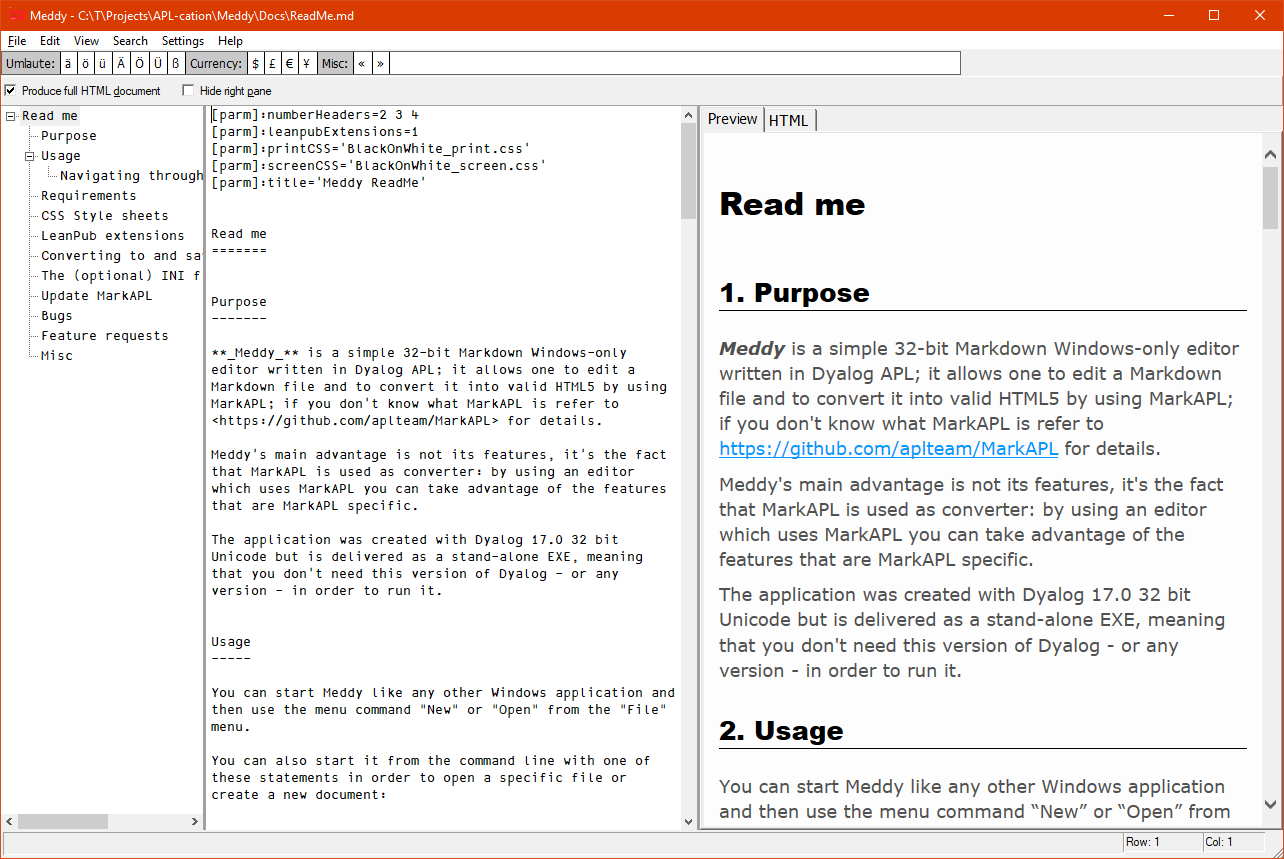 Meddy - C:\T\Projects\APL-cation\Meddy\Docs\ReadMe.md
File Edit View Search Settings Help
Umlaute: ä ö ü Ä Ö Ü ß Currency: $ £ € ¥ Misc: « »
Produce full HTML document Hide right pane
Read me
Purpose
Usage
Navigating through
Requirements
CSS Style sheets
LeanPub extensions
Converting to and sa
The (optional) INI f
Update MarkAPL
Bugs
Feature requests
Misc
[parm]:numberHeaders=2 3 4
[parm]:leanpubExtensions=1
[parm]:printCSS='BlackOnWhite_print.css'
[parm]:screenCSS='BlackOnWhite_screen.css'
[parm]:title='Meddy ReadMe'
Read me
=======
Purpose
-------
**_Meddy_** is a simple 32-bit Markdown Windows-only
editor written in Dyalog APL; it allows one to edit a
Markdown file and to convert it into valid HTML5 by using
MarkAPL; if you don't know what MarkAPL is refer to
<https://github.com/aplteam/MarkAPL> for details.
Meddy's main advantage is not its features, it's the fact
that MarkAPL is used as converter: by using an editor
which uses MarkAPL you can take advantage of the features
that are MarkAPL specific.
The application was created with Dyalog 17.0 32 bit
Unicode but is delivered as a stand-alone EXE, meaning
that you don't need this version of Dyalog - or any
version - in order to run it.
Usage
-----
You can start Meddy like any other Windows application and
then use the menu command "New" or "Open" from the "File"
menu.
You can also start it from the command line with one of
these statements in order to open a specific file or
create a new document:
Preview HTML
Read me
1. Purpose
Meddy is a simple 32-bit Markdown Windows-only editor
written in Dyalog APL; it allows one to edit a Markdown
file and to convert it into valid HTML5 by using MarkAPL;
if you don't know what MarkAPL is refer to
https://github.com/aplteam/MarkAPL for details.
Meddy's main advantage is not its features, it's the fact
that MarkAPL is used as converter: by using an editor
which uses MarkAPL you can take advantage of the
features that are MarkAPL specific.
The application was created with Dyalog 17.0 32 bit
Unicode but is delivered as a stand-alone EXE, meaning
that you don't need this version of Dyalog - or any
version - in order to run it.
2. Usage
You can start Meddy like any other Windows application
and then use the menu command “New” or “Open” from
Row: 1 Col: 1